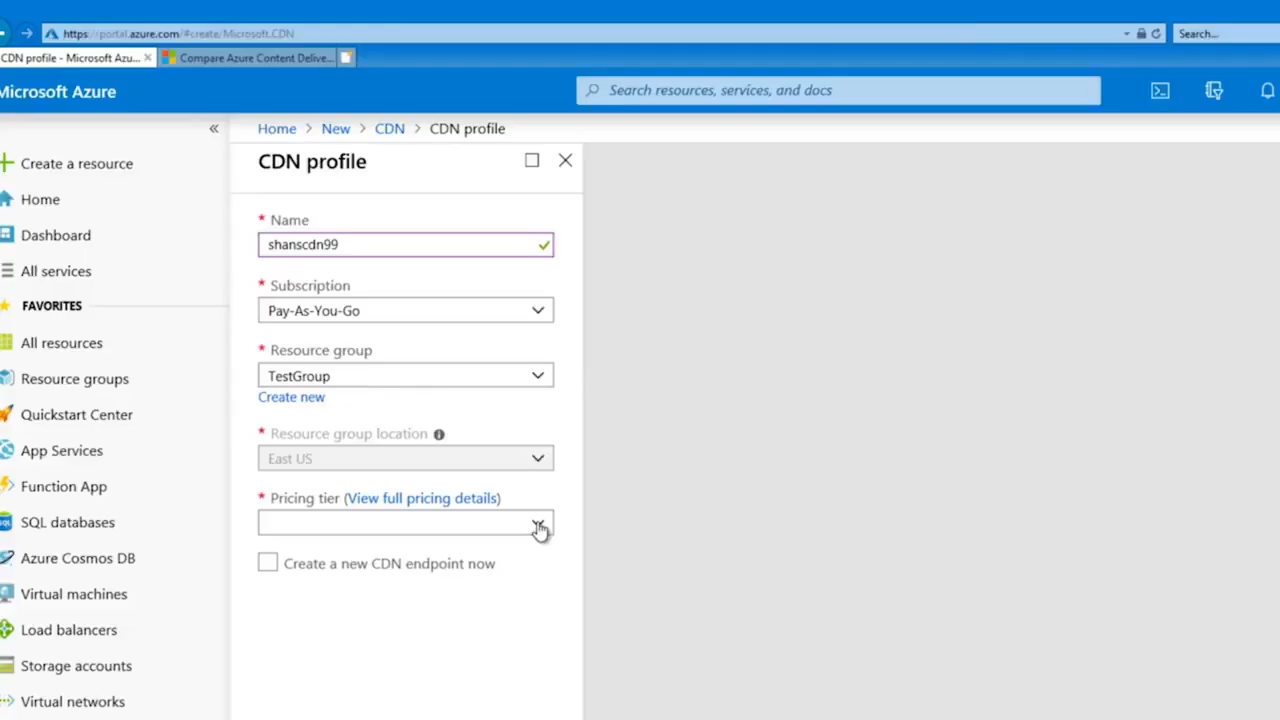 https://portal.azure.com/#create/Microsoft.CDN
Search...
CDN profile - Microsoft Azu...
Compare Azure Content Delive...
Microsoft Azure
Search resources, services, and docs
Home > New > CDN > CDN profile
Create a resource
Home
Dashboard
All services
FAVORITES
All resources
Resource groups
Quickstart Center
App Services
Function App
SQL databases
Azure Cosmos DB
Virtual machines
Load balancers
Storage accounts
Virtual networks
CDN profile
* Name
shanscdn99
* Subscription
Pay-As-You-Go
* Resource group
TestGroup
Create new
* Resource group location
East US
* Pricing tier (View full pricing details)
Create a new CDN endpoint now